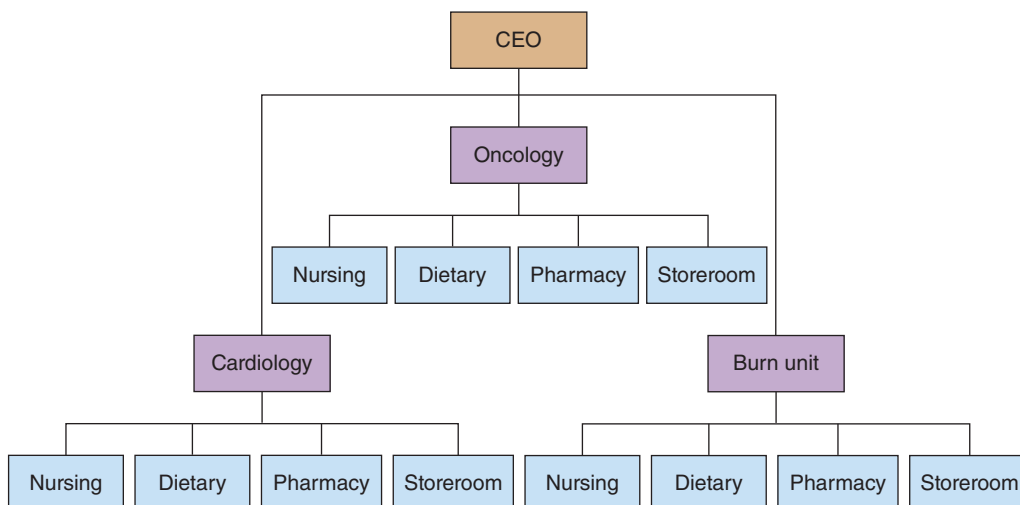 CEO
Oncology
Nursing
Dietary
Pharmacy
Storeroom
Cardiology
Burn unit
Nursing
Dietary
Pharmacy
Storeroom
Nursing
Dietary
Pharmacy
Storeroom